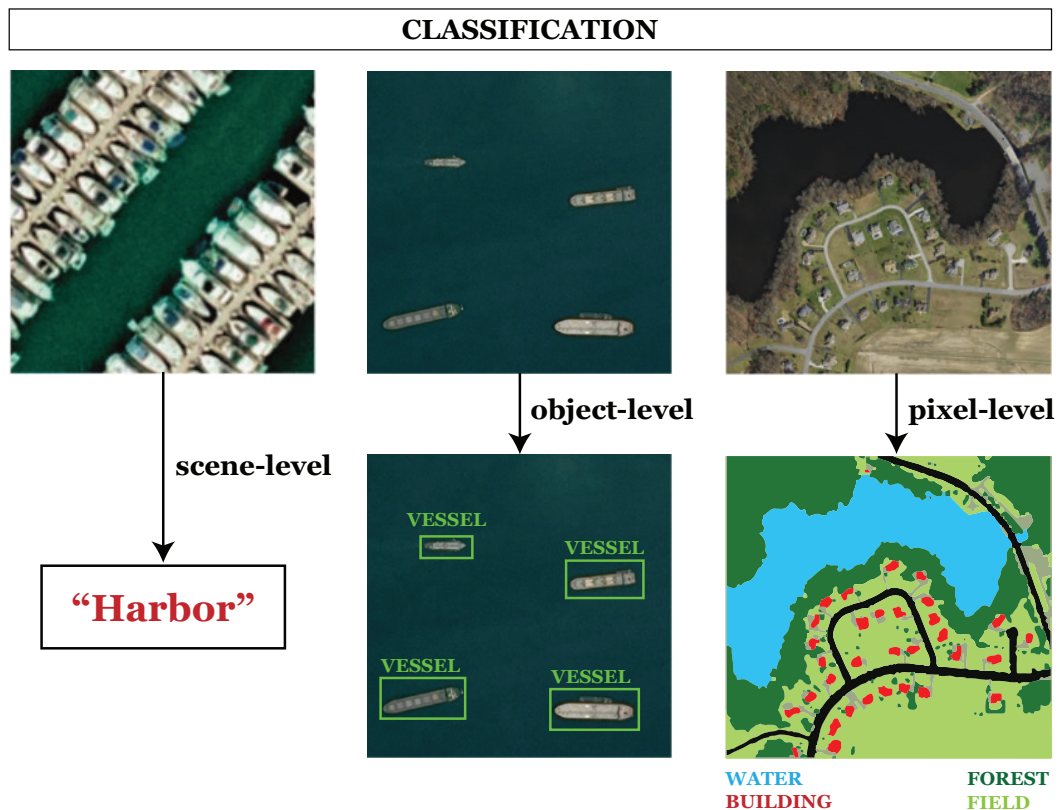 CLASSIFICATION
scene-level
object-level
pixel-level
“Harbor”
VESSEL
VESSEL
VESSEL
VESSEL
WATER FOREST
BUILDING FIELD